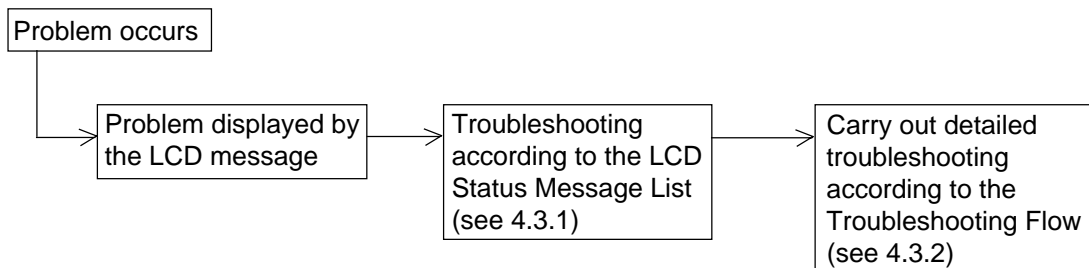 Problem occurs
Problem displayed by
the LCD message
Troubleshooting
according to the LCD
Status Message List
(see 4.3.1)
Carry out detailed
troubleshooting
according to the
Troubleshooting Flow
(see 4.3.2)